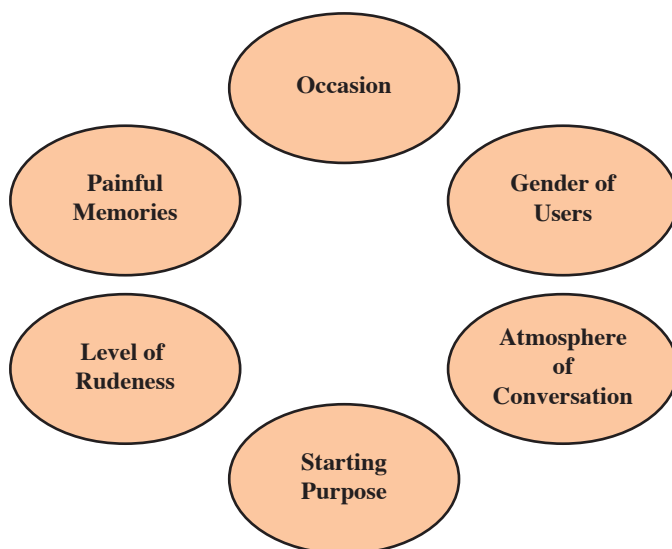 Occasion
Painful
Memories
Gender of
Users
Level of
Rudeness
Atmosphere
of
Conversation
Starting
Purpose